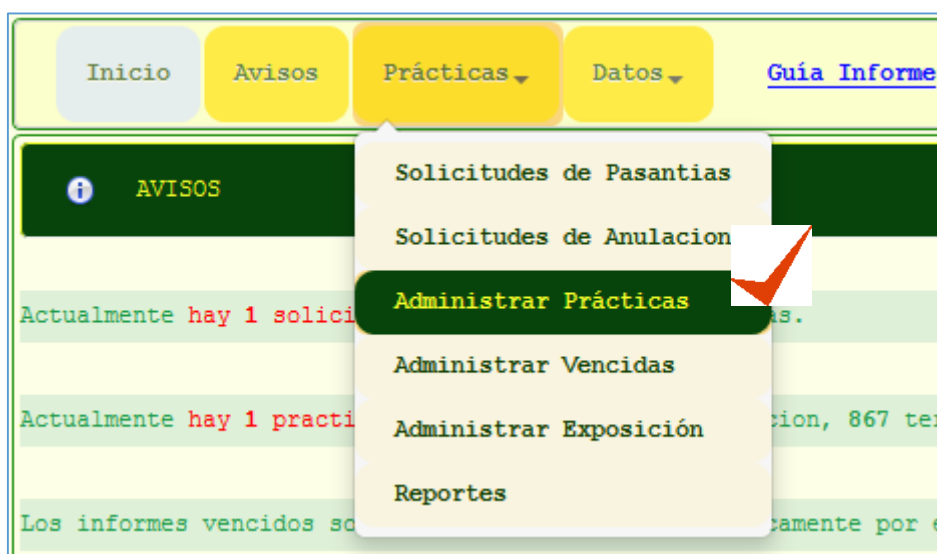 Inicio Avisos Prácticas Datos Guía Informe
AVISOS
Solicitudes de Pasantias
Solicitudes de Anulacion
Administrar Prácticas
Administrar Vencidas
Administrar Exposición
Reportes
Actualmente hay 1 solici
Actualmente hay 1 practi cion, 867 te
Los informes vencidos so camente por